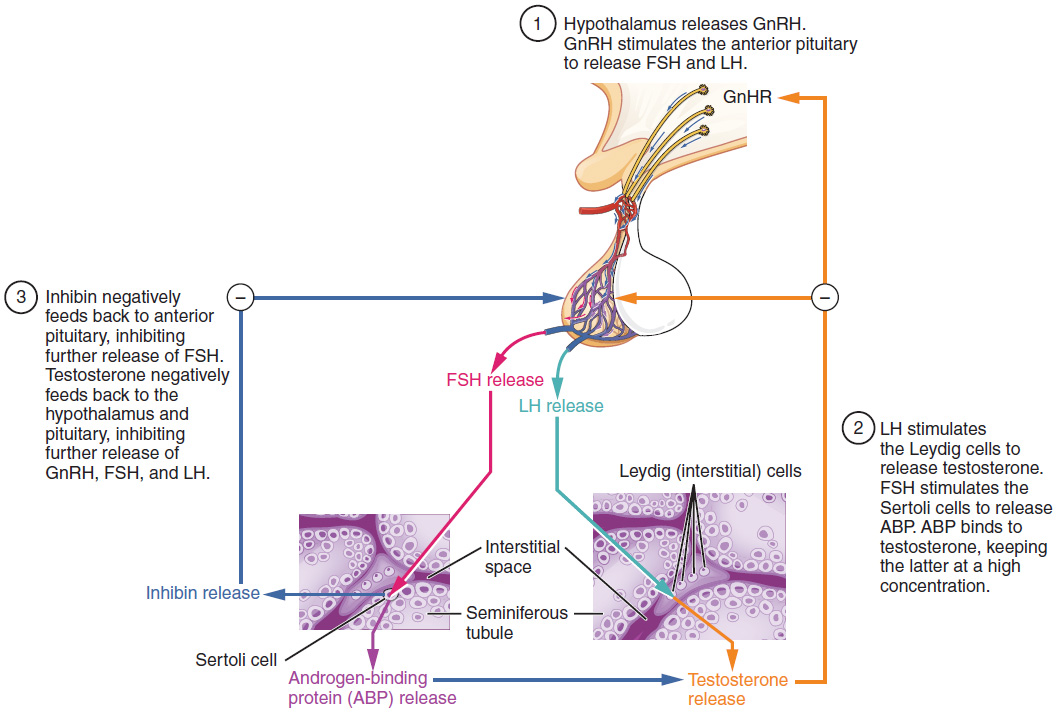 1
Hypothalamus releases GnRH.
GnRH stimulates the anterior pituitary
to release FSH and LH.
GnHR
3
Inhibin negatively
feeds back to anterior
pituitary, inhibiting
further release of FSH.
Testosterone negatively
feeds back to the
hypothalamus and
pituitary, inhibiting
further release of
GnRH, FSH, and LH.
−
−
FSH release
LH release
2
LH stimulates
the Leydig cells to
release testosterone.
FSH stimulates the
Sertoli cells to release
ABP. ABP binds to
testosterone, keeping
the latter at a high
concentration.
Leydig (interstitial) cells
Interstitial
space
Inhibin release
Seminiferous
tubule
Sertoli cell
Androgen-binding
protein (ABP) release
Testosterone
release